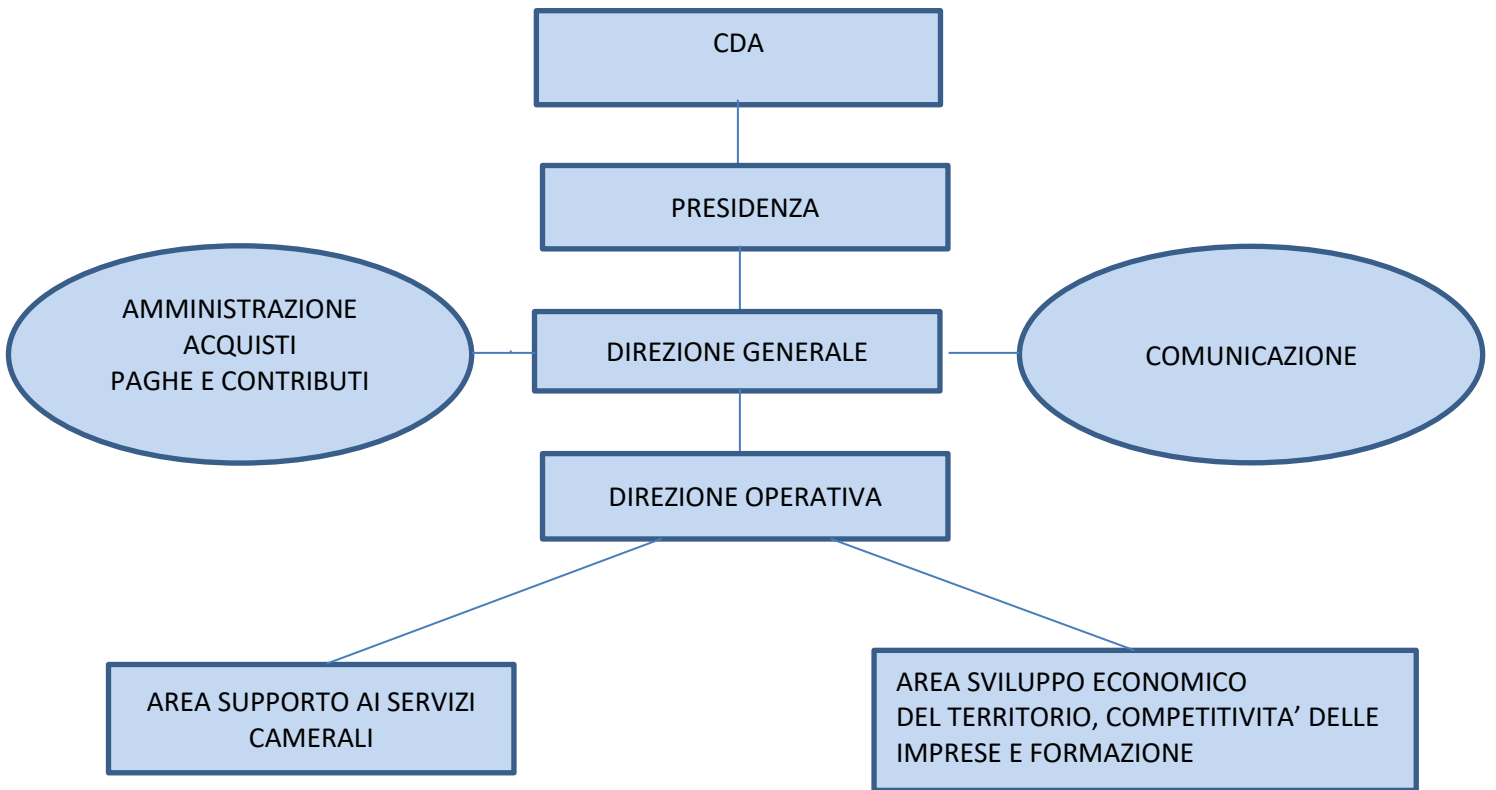 CDA
PRESIDENZA
AMMINISTRAZIONE
ACQUISTI
PAGHE E CONTRIBUTI
DIREZIONE GENERALE
COMUNICAZIONE
DIREZIONE OPERATIVA
AREA SUPPORTO AI SERVIZI
CAMERALI
AREA SVILUPPO ECONOMICO
DEL TERRITORIO, COMPETITIVITA’ DELLE
IMPRESE E FORMAZIONE